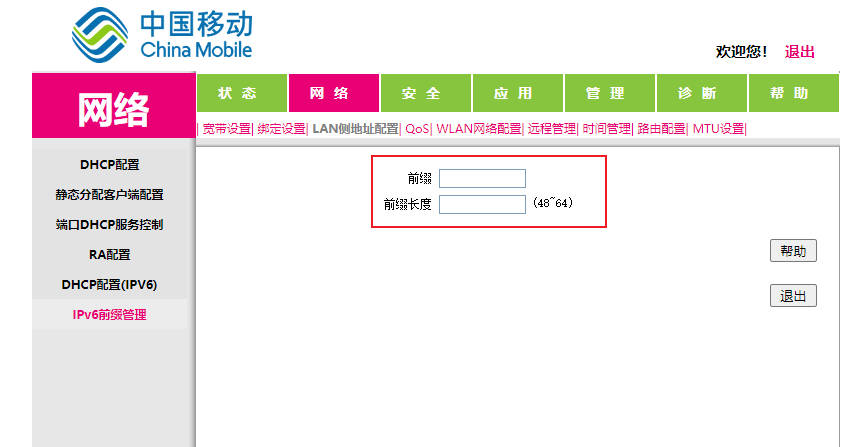 中国移动
China Mobile
欢迎您！ 退出
网络
状态 网络 安全 应用 管理 诊断 帮助
| 宽带设置| 绑定设置| LAN侧地址配置| QoS| WLAN网络配置| 远程管理| 时间管理| 路由配置| MTU设置|
DHCP配置
静态分配客户端配置
端口DHCP服务控制
RA配置
DHCP配置(IPV6)
IPv6前缀管理
前缀
前缀长度 (48~64)
帮助
退出